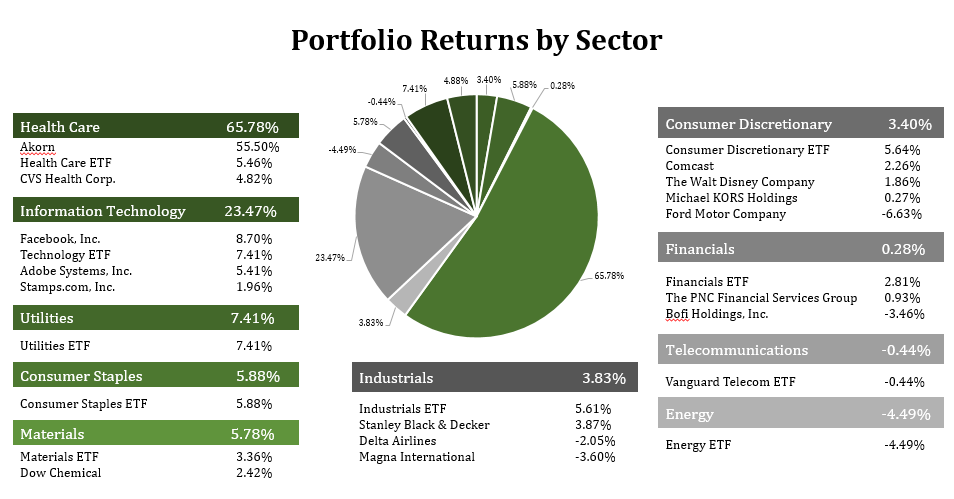 Portfolio Returns by Sector
Health Care 65.78%
Akorn 55.50%
Health Care ETF 5.46%
CVS Health Corp. 4.82%
Information Technology 23.47%
Facebook, Inc. 8.70%
Technology ETF 7.41%
Adobe Systems, Inc. 5.41%
Stamps.com, Inc. 1.96%
Utilities 7.41%
Utilities ETF 7.41%
Consumer Staples 5.88%
Consumer Staples ETF 5.88%
Materials 5.78%
Materials ETF 3.36%
Dow Chemical 2.42%
3.40%
5.88%
0.28%
65.78%
3.83%
23.47%
-4.49%
5.78%
-0.44%
7.41%
4.88%
Industrials 3.83%
Industrials ETF 5.61%
Stanley Black & Decker 3.87%
Delta Airlines -2.05%
Magna International -3.60%
Consumer Discretionary 3.40%
Consumer Discretionary ETF 5.64%
Comcast 2.26%
The Walt Disney Company 1.86%
Michael KORS Holdings 0.27%
Ford Motor Company -6.63%
Financials 0.28%
Financials ETF 2.81%
The PNC Financial Services Group 0.93%
Bofi Holdings, Inc. -3.46%
Telecommunications -0.44%
Vanguard Telecom ETF -0.44%
Energy -4.49%
Energy ETF -4.49%